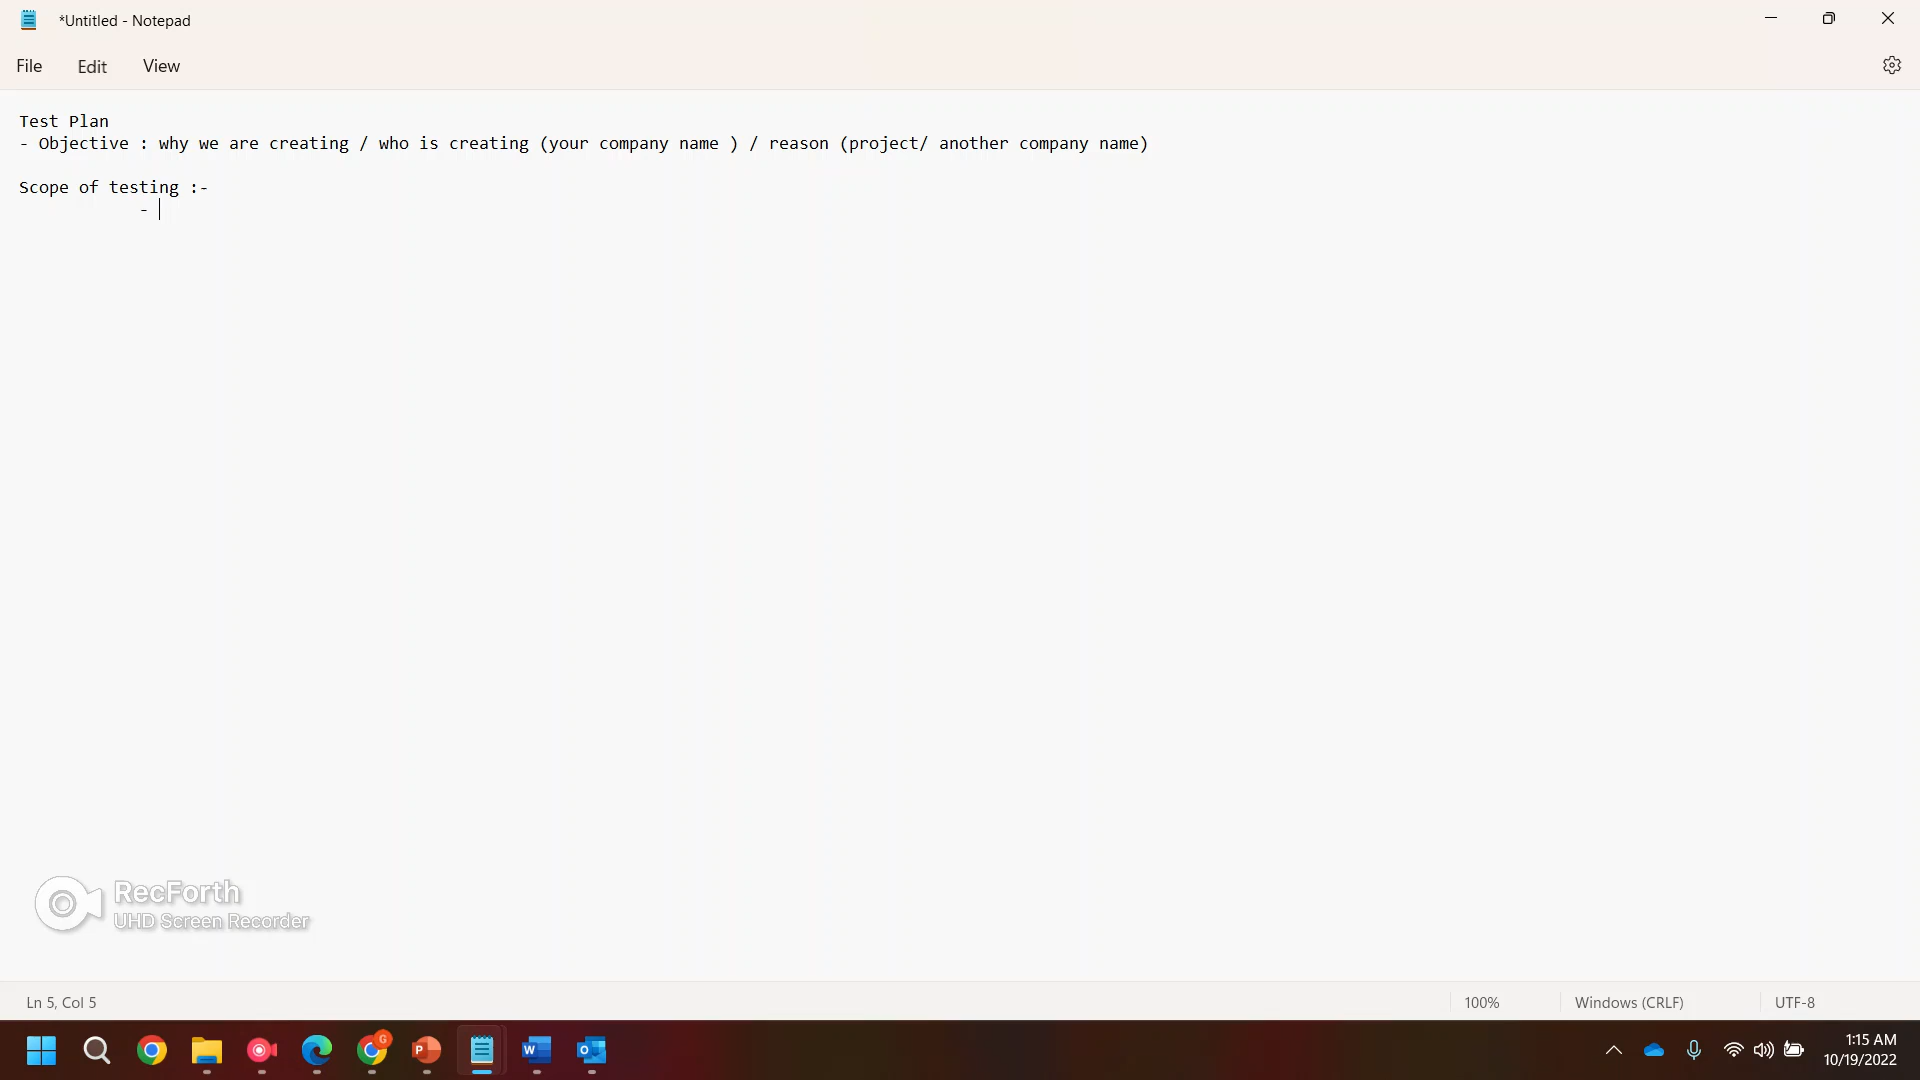 *Untitled - Notepad
File Edit View
Test Plan
- Objective : why we are creating / who is creating (your company name ) / reason (project/ another company name)
Scope of testing :-
-
RecForth
UHD Screen Recorder
Ln 5, Col 5 100% Windows (CRLF) UTF-8
1:15 AM
10/19/2022